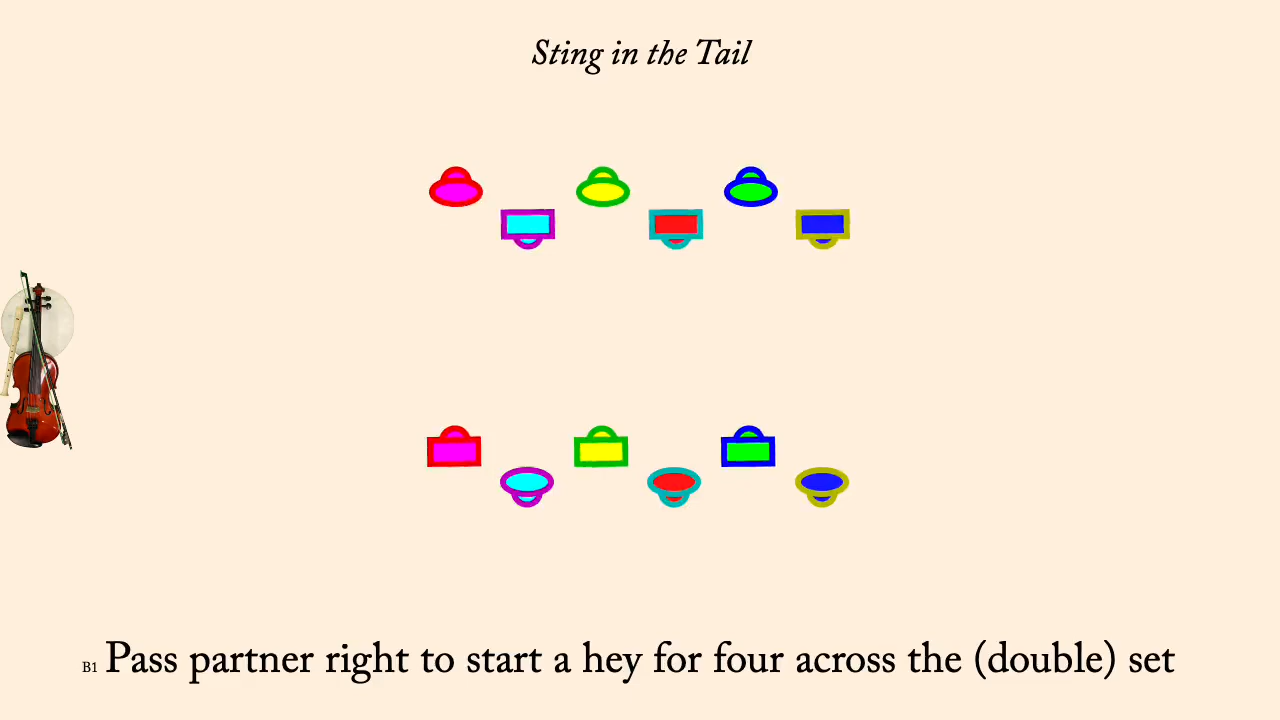 Sting in the Tail
B1 Pass partner right to start a hey for four across the (double) set